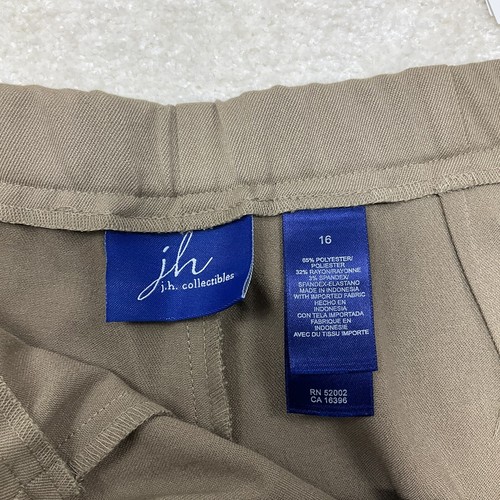 jh
j.h. collectibles
16
65% POLYESTER/
POLIESTER
32% RAYON/RAYONNE
3% SPANDEX/
SPANDEX-ELASTANO
MADE IN INDONESIA
WITH IMPORTED FABRIC
HECHO EN
INDONESIA
CON TELA IMPORTADA
FABRIQUE EN
INDONESIE
AVEC DU TISSU IMPORTE
RN 52002
CA 16396